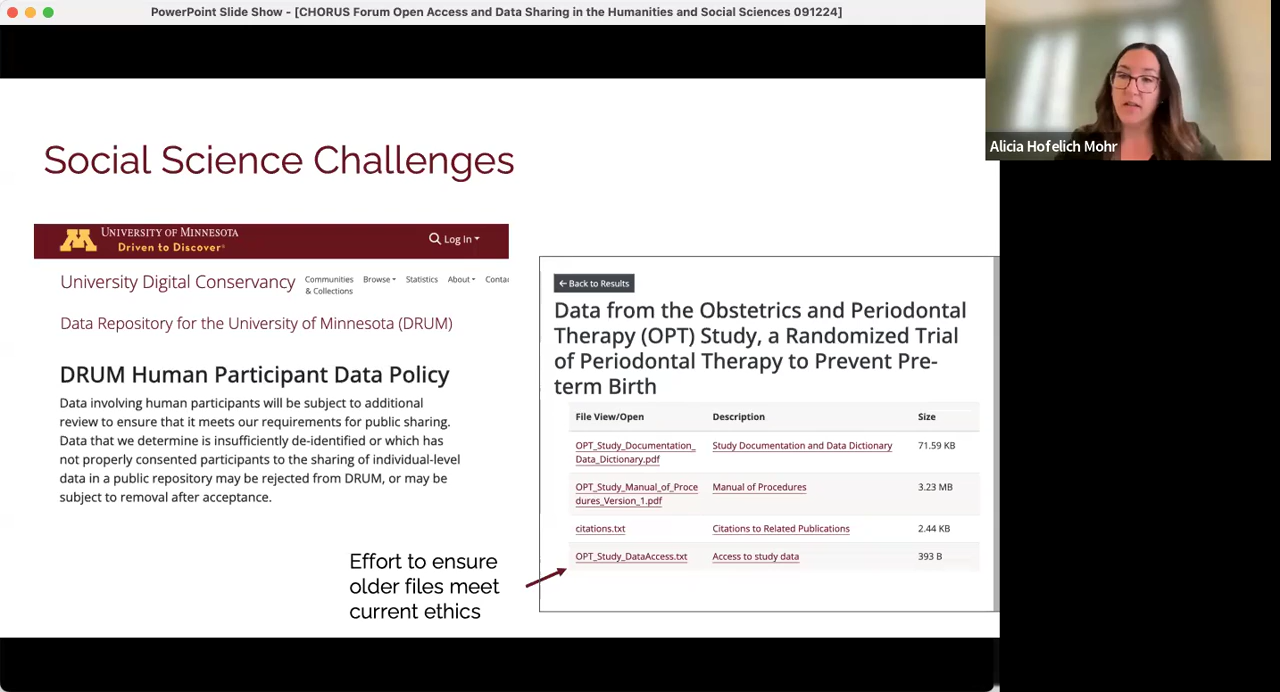 PowerPoint Slide Show - [CHORUS Forum Open Access and Data Sharing in the Humanities and Social Sciences 091224]
Alicia Hofelich Mohr
Social Science Challenges
UNIVERSITY OF MINNESOTA
Driven to Discover®
Log In
University Digital Conservancy
Communities
& Collections
Browse
Statistics
About
Contac
Data Repository for the University of Minnesota (DRUM)
DRUM Human Participant Data Policy
Data involving human participants will be subject to additional
review to ensure that it meets our requirements for public sharing.
Data that we determine is insufficiently de-identified or which has
not properly consented participants to the sharing of individual-level
data in a public repository may be rejected from DRUM, or may be
subject to removal after acceptance.
Effort to ensure
older files meet
current ethics
← Back to Results
Data from the Obstetrics and Periodontal
Therapy (OPT) Study, a Randomized Trial
of Periodontal Therapy to Prevent Pre-
term Birth
File View/Open Description Size
OPT_Study_Documentation_ Study Documentation and Data Dictionary 71.59 KB
Data_Dictionary.pdf
OPT_Study_Manual_of_Proce Manual of Procedures 3.23 MB
dures_Version_1.pdf
citations.txt Citations to Related Publications 2.44 KB
OPT_Study_DataAccess.txt Access to study data 393 B